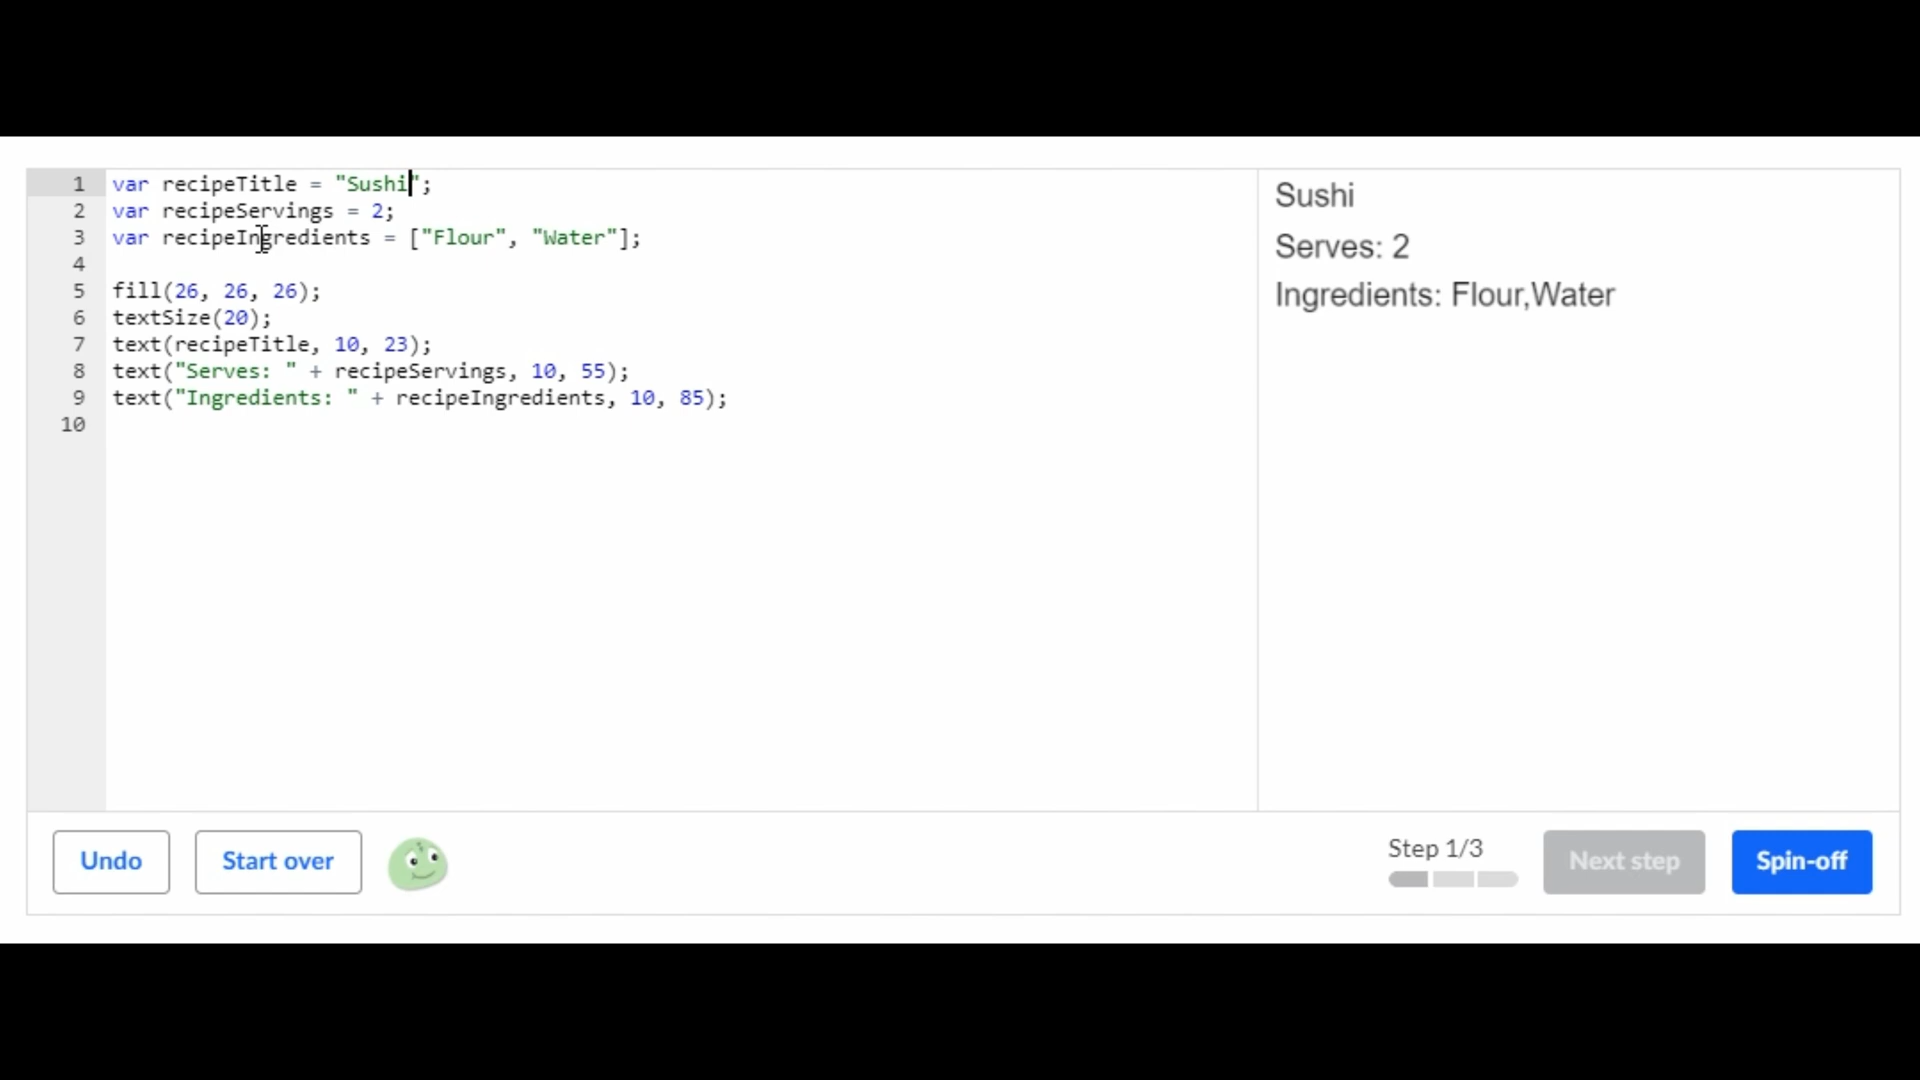 1 var recipeTitle = "Sushi";
2 var recipeServings = 2;
3 var recipeIngredients = ["Flour", "Water"];
4
5 fill(26, 26, 26);
6 textSize(20);
7 text(recipeTitle, 10, 23);
8 text("Serves: " + recipeServings, 10, 55);
9 text("Ingredients: " + recipeIngredients, 10, 85);
10
Sushi
Serves: 2
Ingredients: Flour,Water
Undo
Start over
Step 1/3
Next step
Spin-off